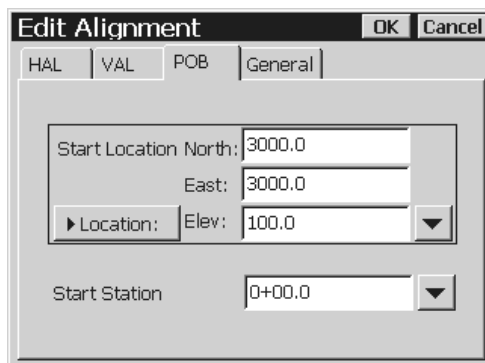 Edit Alignment OK Cancel
HAL VAL POB General
Start Location North: 3000.0
East: 3000.0
Location: Elev: 100.0
Start Station 0+00.0